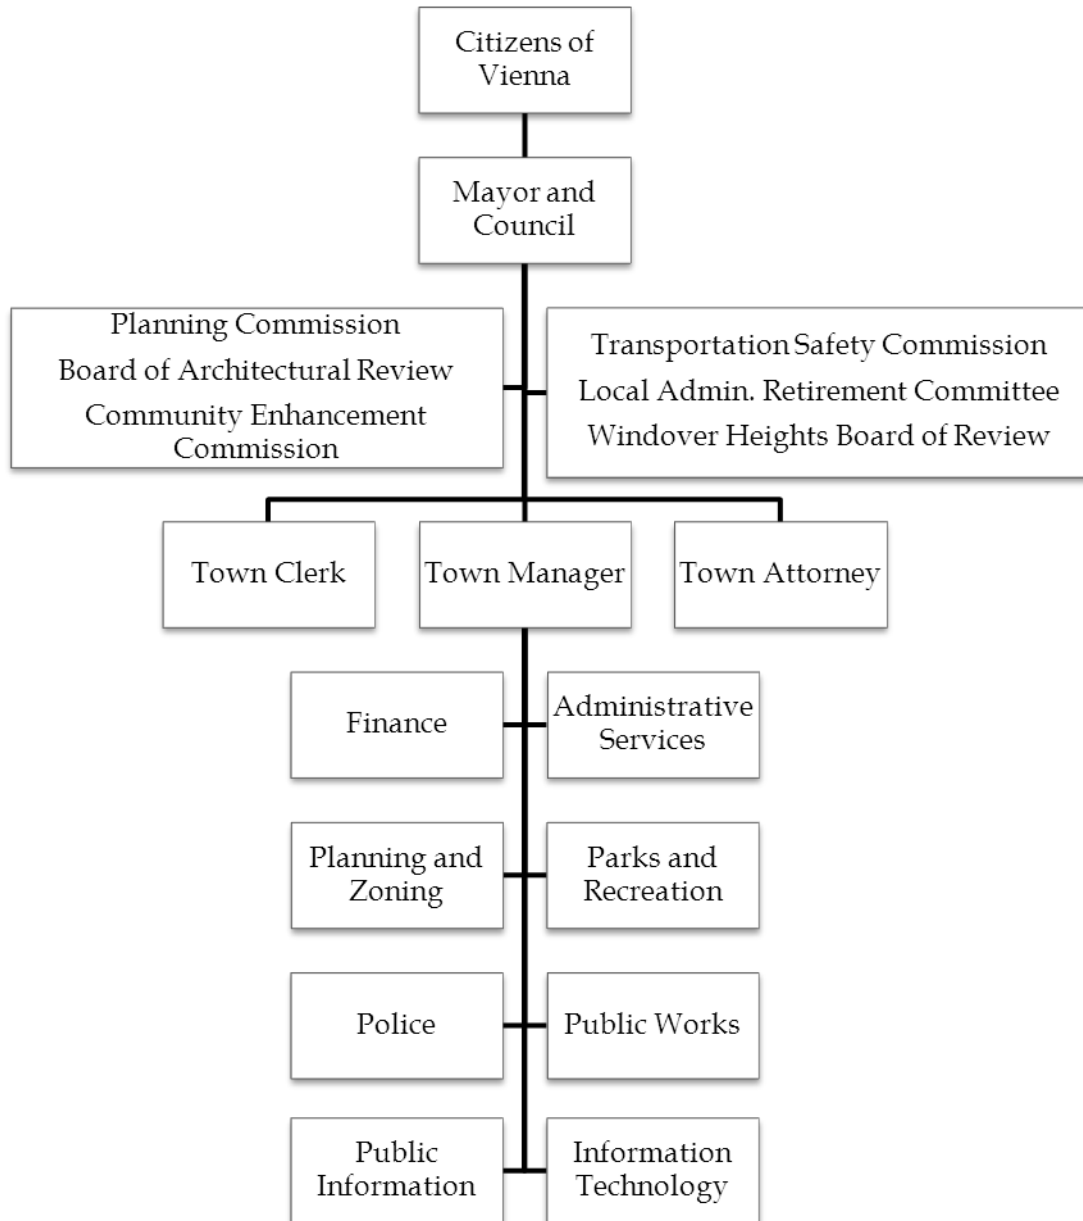 Citizens of
Vienna
Mayor and
Council
Planning Commission
Board of Architectural Review
Community Enhancement
Commission
Transportation Safety Commission
Local Admin. Retirement Committee
Windover Heights Board of Review
Town Clerk
Town Manager
Town Attorney
Finance
Administrative
Services
Planning and
Zoning
Parks and
Recreation
Police
Public Works
Public
Information
Information
Technology